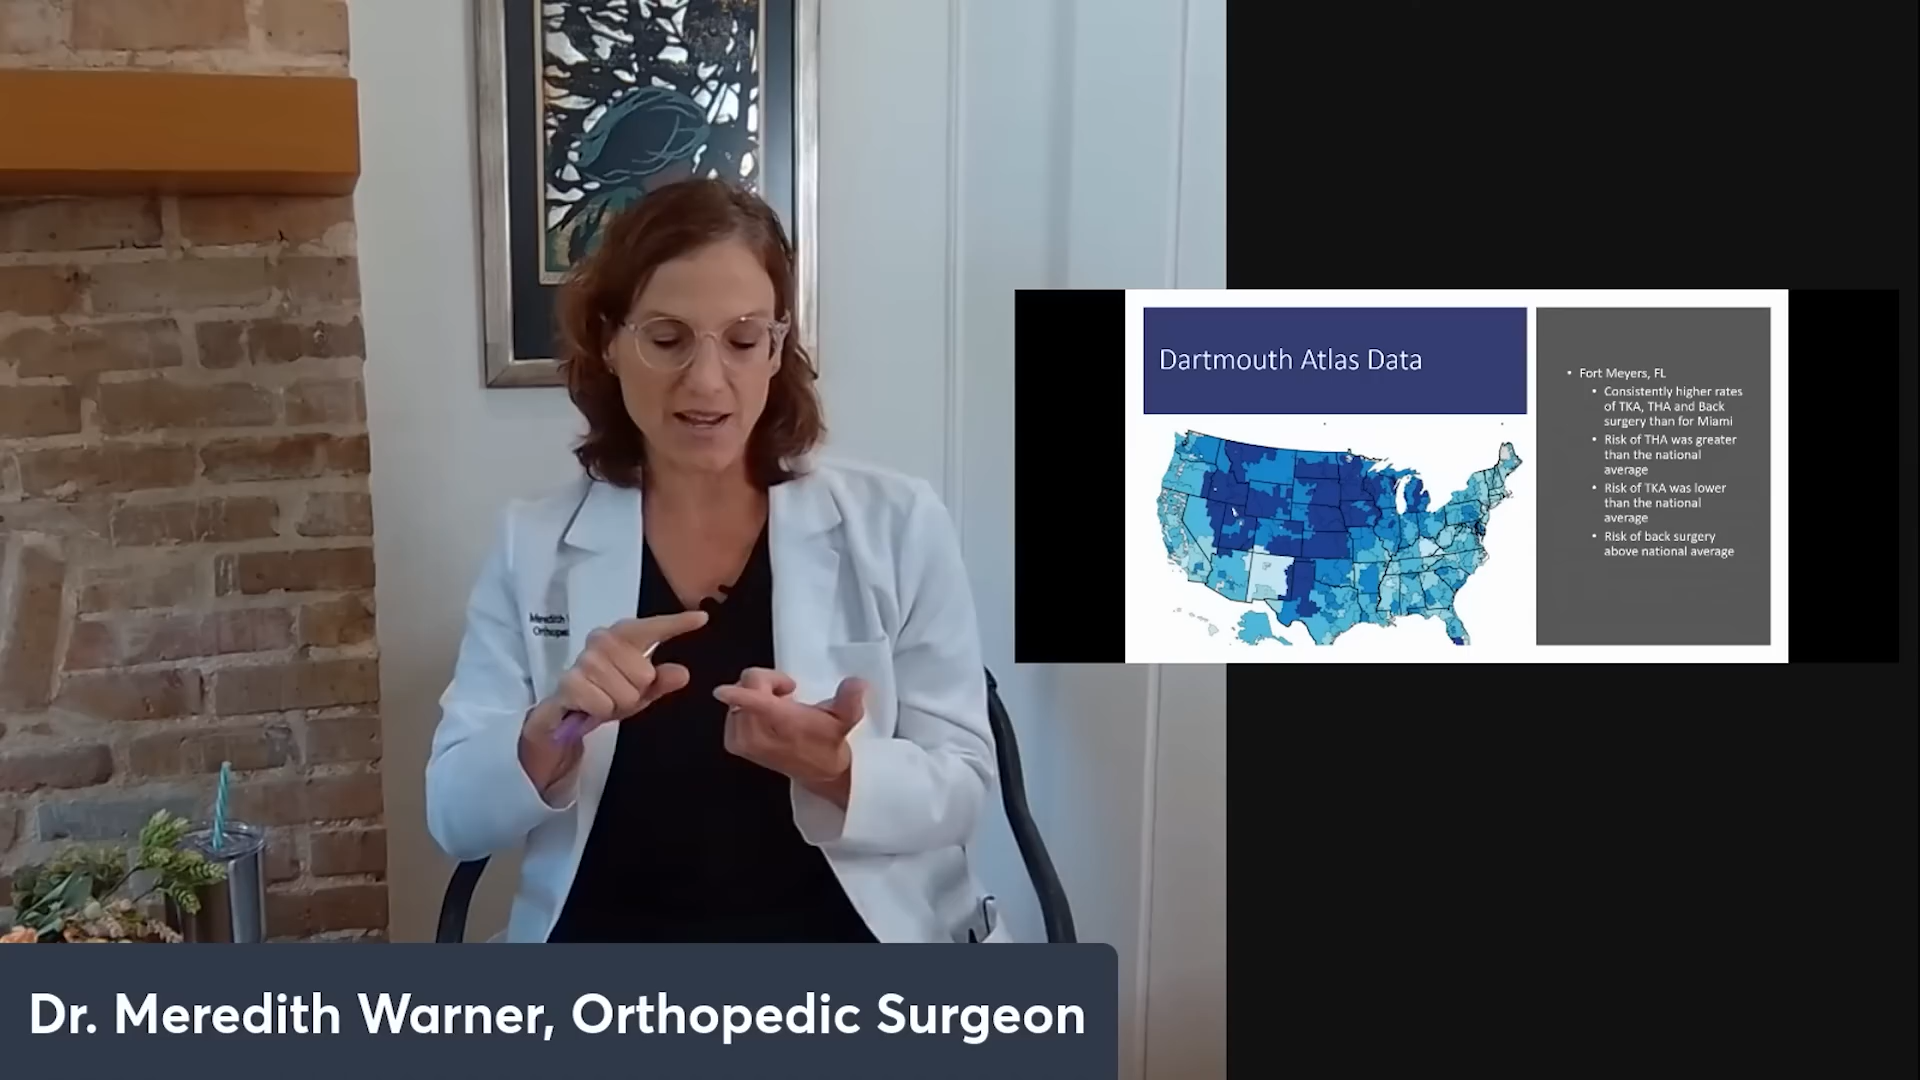 Dartmouth Atlas Data
• Fort Meyers, FL
• Consistently higher rates
of TKA, THA and Back
surgery than for Miami
• Risk of THA was greater
than the national
average
• Risk of TKA was lower
than the national
average
• Risk of back surgery
above national average
Meredith
Dr. Meredith Warner, Orthopedic Surgeon